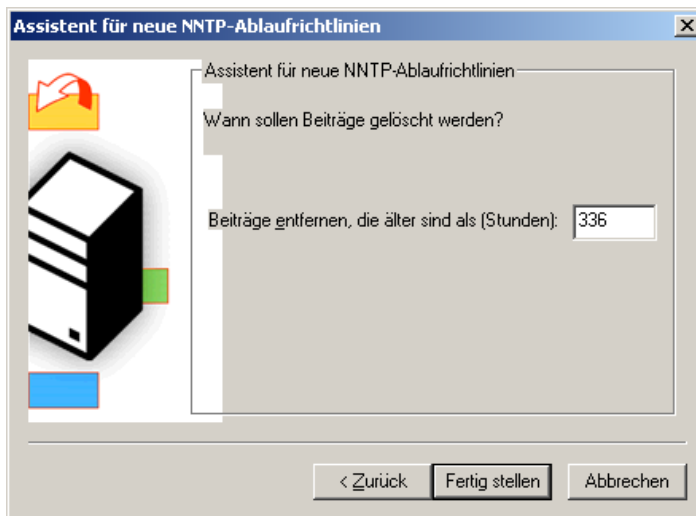 Assistent für neue NNTP-Ablaufrichtlinien
Assistent für neue NNTP-Ablaufrichtlinien
Wann sollen Beiträge gelöscht werden?
Beiträge entfernen, die älter sind als (Stunden): 336
< Zurück Fertig stellen Abbrechen